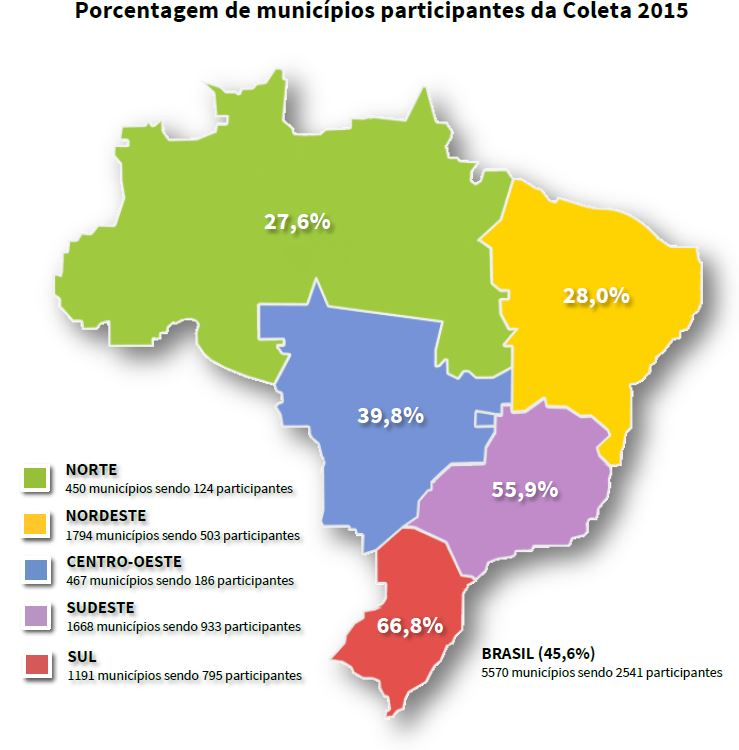 Porcentagem de municípios participantes da Coleta 2015
27,6%
28,0%
39,8%
55,9%
66,8%
NORTE
450 municípios sendo 124 participantes
NORDESTE
1794 municípios sendo 503 participantes
CENTRO-OESTE
467 municípios sendo 186 participantes
SUDESTE
1668 municípios sendo 933 participantes
SUL
1191 municípios sendo 795 participantes
BRASIL (45,6%)
5570 municípios sendo 2541 participantes